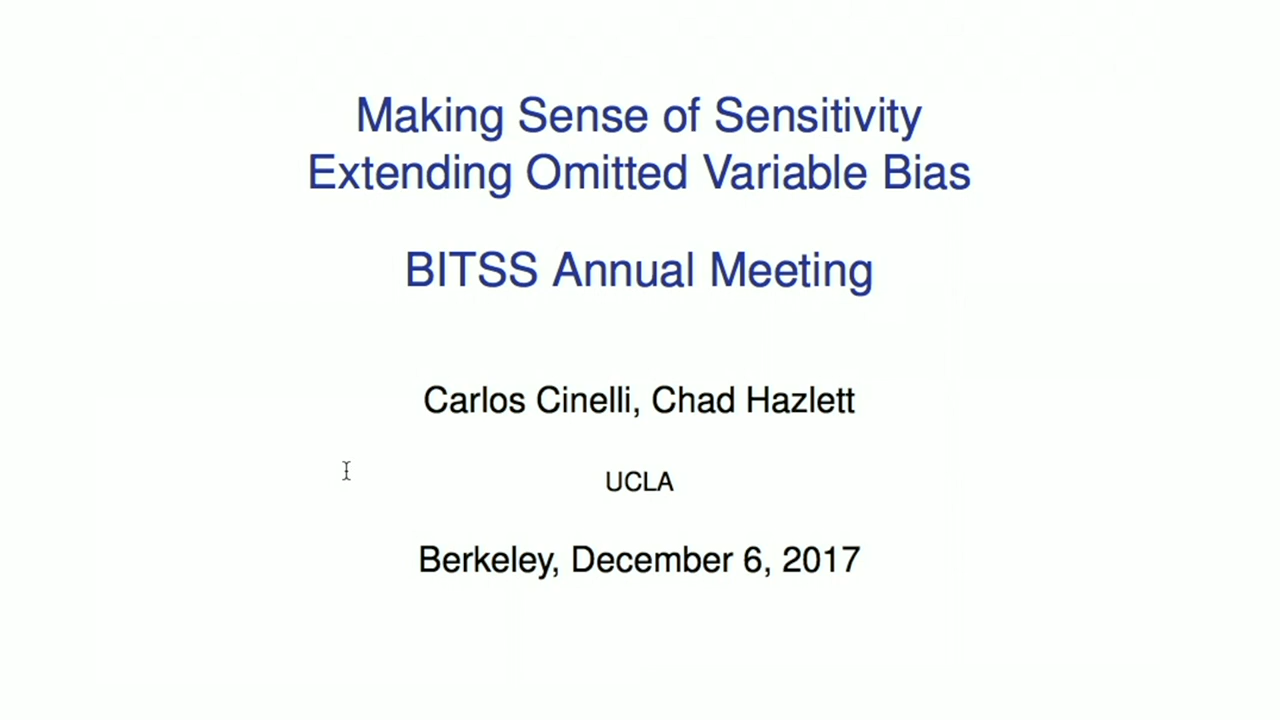 Making Sense of Sensitivity
Extending Omitted Variable Bias
BITSS Annual Meeting
Carlos Cinelli, Chad Hazlett
UCLA
Berkeley, December 6, 2017